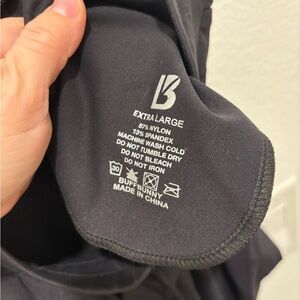 B
EXTRA LARGE
87% NYLON
13% SPANDEX
MACHINE WASH COLD
DO NOT TUMBLE DRY
DO NOT BLEACH
DO NOT IRON
30
BUFFBUNNY
MADE IN CHINA